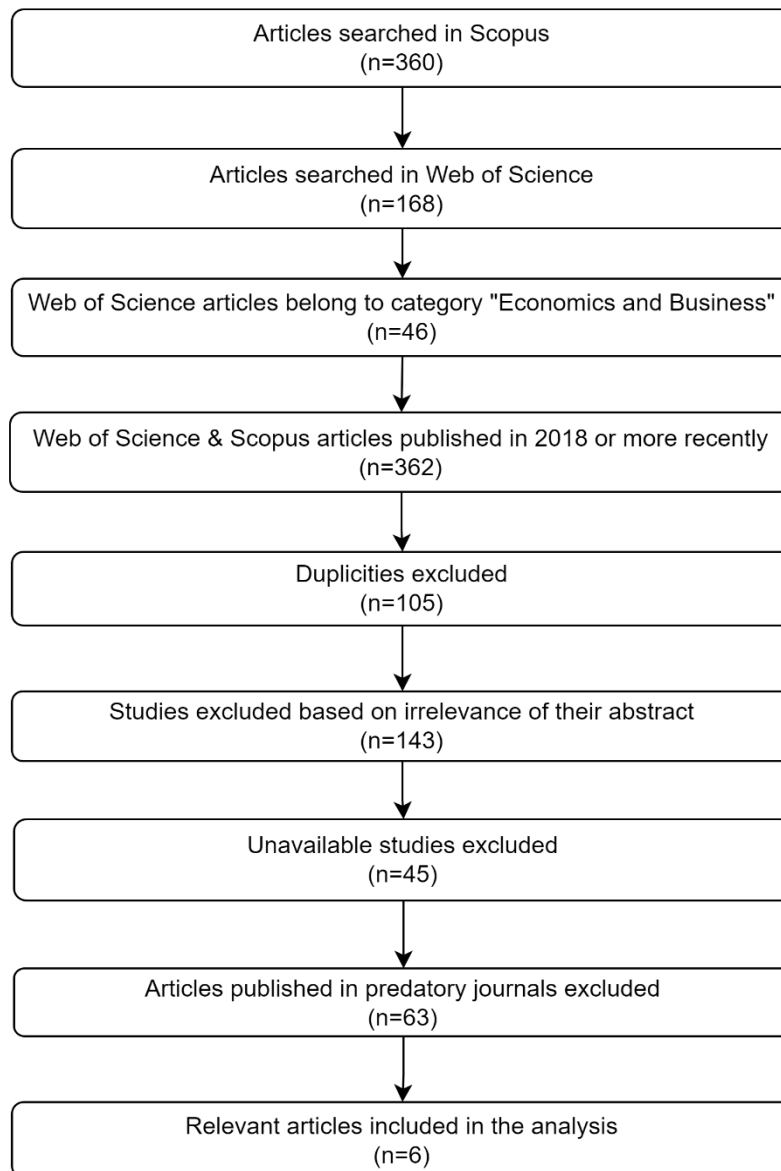 Articles searched in Scopus
(n=360)
Articles searched in Web of Science
(n=168)
Web of Science articles belong to category "Economics and Business"
(n=46)
Web of Science & Scopus articles published in 2018 or more recently
(n=362)
Duplicities excluded
(n=105)
Studies excluded based on irrelevance of their abstract
(n=143)
Unavailable studies excluded
(n=45)
Articles published in predatory journals excluded
(n=63)
Relevant articles included in the analysis
(n=6)